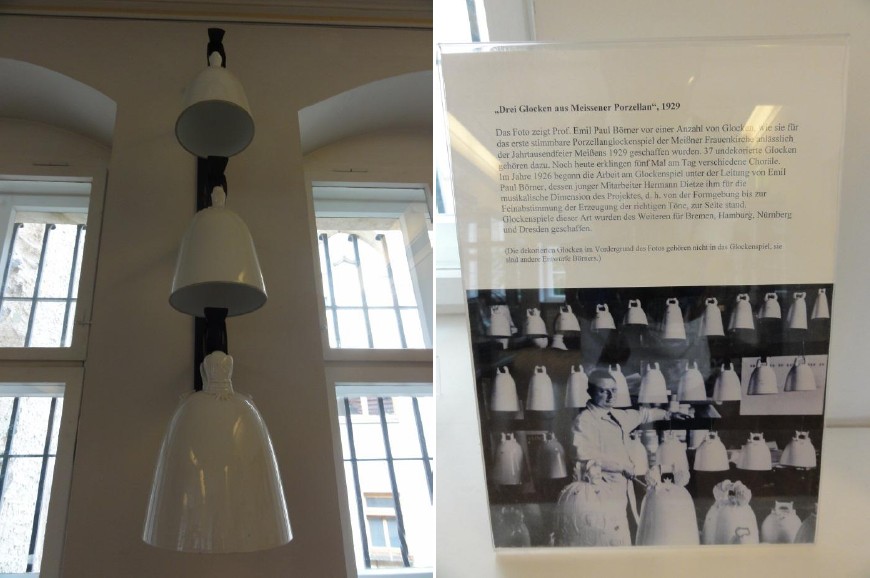 „Drei Glocken aus Meissener Porzellan“, 1929
Das Foto zeigt Prof. Emil Paul Börner vor einer Anzahl von Glocken, wie sie für
das erste stimmbare Porzellanglockenspiel der Meißner Frauenkirche anlässlich
der Jahrtausendfeier Meißens 1929 geschaffen wurden. 37 undekorierte Glocken
gehören dazu. Noch heute erklingen fünf Mal am Tag verschiedene Choräle.
Im Jahre 1926 begann die Arbeit am Glockenspiel unter der Leitung von Emil
Paul Börner, dessen junger Mitarbeiter Hermann Dietze ihm für die
musikalische Dimension des Projektes, d. h. von der Formgebung bis zur
Feinabstimmung der Erzeugung der richtigen Töne, zur Seite stand.
Glockenspiele dieser Art wurden des Weiteren für Bremen, Hamburg, Nürnberg
und Dresden geschaffen.
(Die dekorierten Glocken im Vordergrund des Fotos gehören nicht in das Glockenspiel, sie
sind andere Entwürfe Börners.)